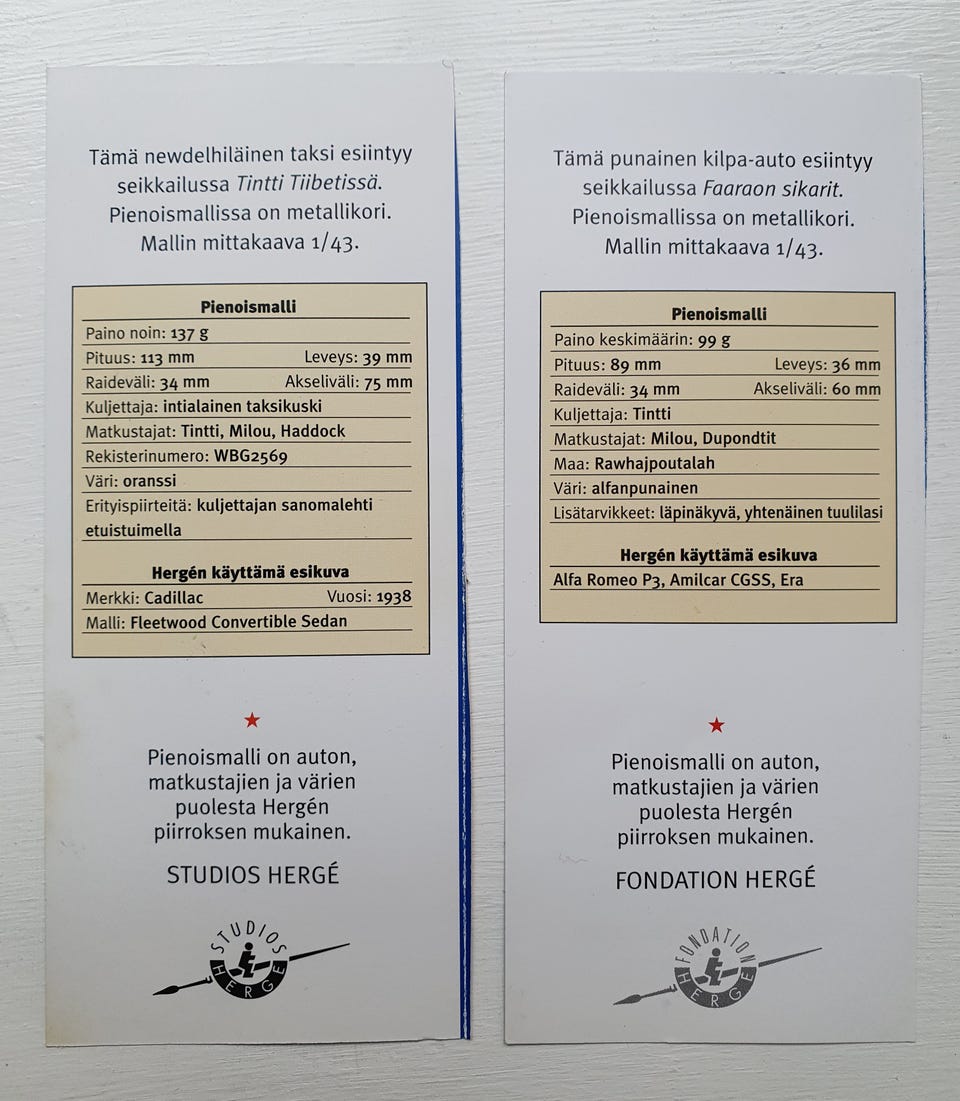 Tämä newdelhiläinen taksi esiintyy
seikkailussa Tintti Tiibetissä.
Pienoismallissa on metallikori.
Mallin mittakaava 1/43.
Pienoismalli
Paino noin: 137 g
Pituus: 113 mm Leveys: 39 mm
Raideväli: 34 mm Akseliväli: 75 mm
Kuljettaja: intialainen taksikuski
Matkustajat: Tintti, Milou, Haddock
Rekisterinumero: WBG2569
Väri: oranssi
Erityispiirteitä: kuljettajan sanomalehti
etuistuimella
Hergén käyttämä esikuva
Merkki: Cadillac Vuosi: 1938
Malli: Fleetwood Convertible Sedan
Pienoismalli on auton,
matkustajien ja värien
puolesta Hergén
piirroksen mukainen.
STUDIOS HERGÉ
STUDIOS
HERGÉ
Tämä punainen kilpa-auto esiintyy
seikkailussa Faaraon sikarit.
Pienoismallissa on metallikori.
Mallin mittakaava 1/43.
Pienoismalli
Paino keskimäärin: 99 g
Pituus: 89 mm Leveys: 36 mm
Raideväli: 34 mm Akseliväli: 60 mm
Kuljettaja: Tintti
Matkustajat: Milou, Dupondtit
Maa: Rawhajpoutalah
Väri: alfanpunainen
Lisätarvikkeet: läpinäkyvä, yhtenäinen tuulilasi
Hergén käyttämä esikuva
Alfa Romeo P3, Amilcar CGSS, Era
Pienoismalli on auton,
matkustajien ja värien
puolesta Hergén
piirroksen mukainen.
FONDATION HERGÉ
FONDATION
HERGÉ